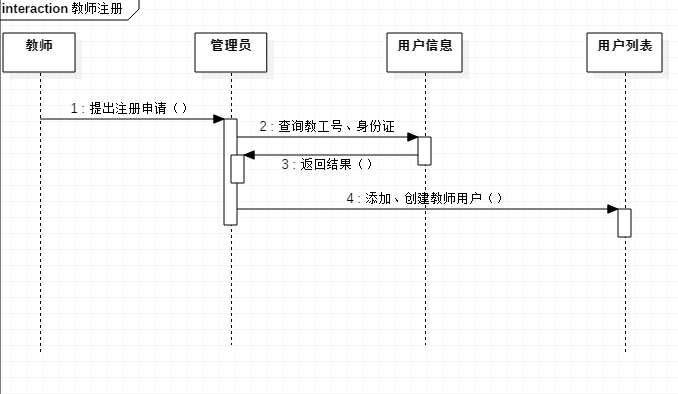 interaction 教师注册
教师
管理员
用户信息
用户列表
1 : 提出注册申请（）
2 : 查询教工号、身份证
3 : 返回结果（）
4 : 添加、创建教师用户（）